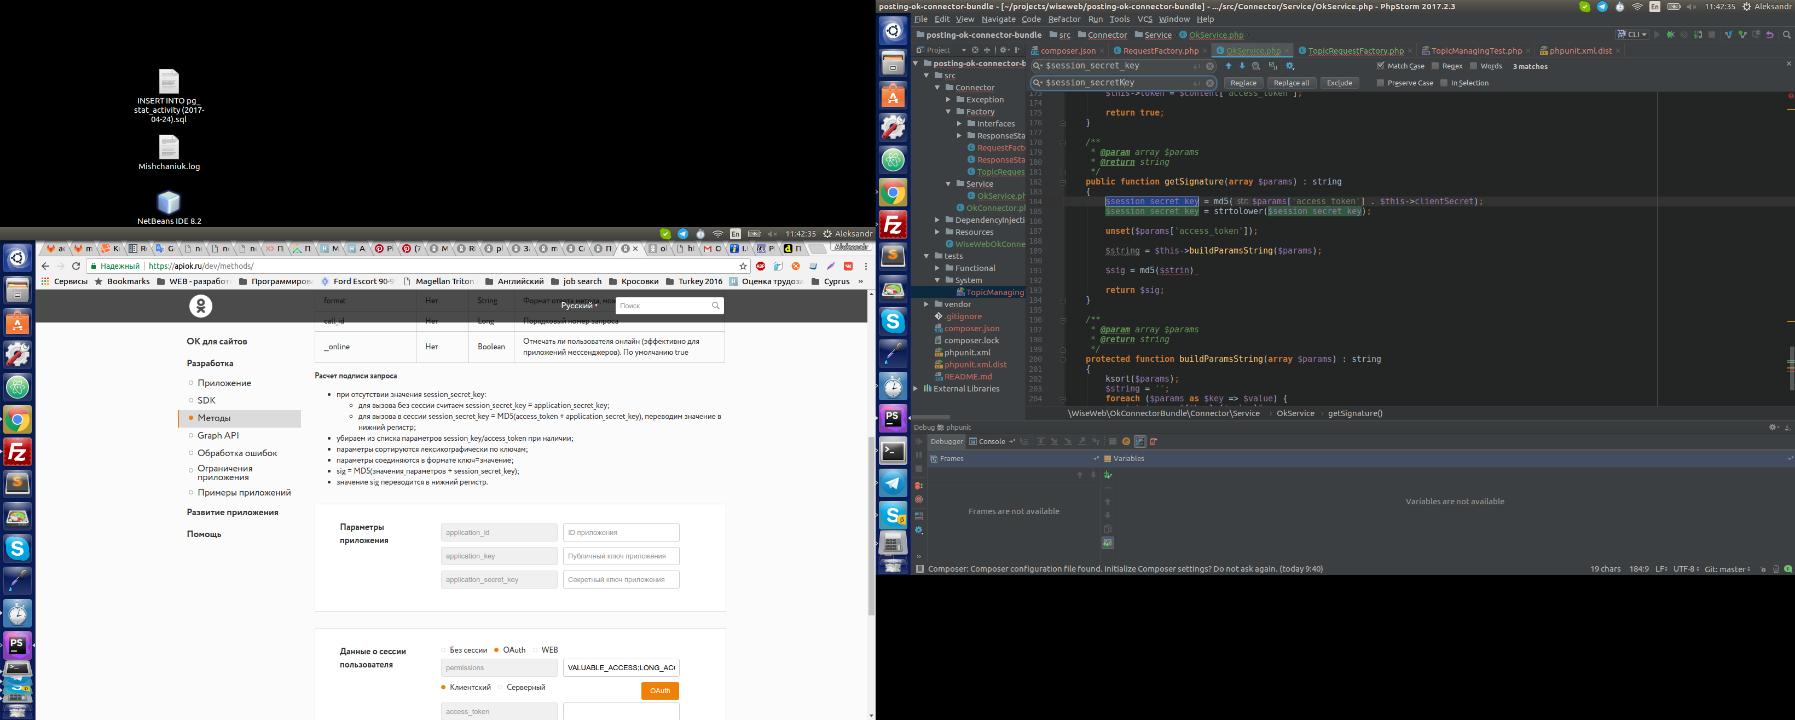 INSERT INTO pg_
stat_activity (2017-
04-24).sql
Mishchaniuk.log
NetBeans IDE 8.2
En
11:42:35
Aleksandr
Надежный
https://apiok.ru/dev/methods/
Сервисы
Bookmarks
WEB - разработ
Программиров
Ford Escort 90-9
Magellan Triton
Английский
job search
Кросовки
Turkey 2016
Оценка трудоз
Cyprus
»
Русский
Поиск
format
Нет
String
call_id
Нет
Long
Порядковый номер запроса
_online
Нет
Boolean
Отмечать ли пользователя онлайн (эффективно для
приложений мессенджеров). По умолчанию true
ОК для сайтов
Разработка
Приложение
SDK
Методы
Graph API
Обработка ошибок
Ограничения
приложения
Примеры приложений
Развитие приложения
Помощь
Расчет подписи запроса
при отсутствии значения session_secret_key:
для вызова без сессии считаем session_secret_key = application_secret_key;
для вызова в сессии session_secret_key = MD5(access_token + application_secret_key), переводим значение в
нижний регистр;
убираем из списка параметров session_key/access_token при наличии;
параметры сортируются лексикографически по ключам;
параметры соединяются в формате ключ=значение;
sig = MD5(значения_параметров + session_secret_key);
значение sig переводится в нижний регистр.
Параметры
приложения
application_id
ID приложения
application_key
Публичный ключ приложения
application_secret_key
Секретный ключ приложения
Данные о сессии
пользователя
Без сессии
OAuth
WEB
permissions
VALUABLE_ACCESS;LONG_AC
Клиентский
Серверный
OAuth
access_token
posting-ok-connector-bundle - [~/projects/wiseweb/posting-ok-connector-bundle] - .../src/Connector/Service/OkService.php - PhpStorm 2017.2.3
En
11:42:35
Aleksandr
File Edit View Navigate Code Refactor Run Tools VCS Window Help
posting-ok-connector-bundle
src
Connector
Service
OkService.php
CLI
Project
composer.json
RequestFactory.php
OkService.php
TopicRequestFactory.php
TopicManagingTest.php
phpunit.xml.dist
posting-ok-connector-b
src
Connector
Exception
Factory
Interfaces
ResponseSta
RequestFact
ResponseSta
TopicReques
Service
OkService.ph
OkConnector.ph
DependencyInjecti
Resources
WiseWebOkConne
tests
Functional
System
TopicManaging
vendor
.gitignore
composer.json
composer.lock
phpunit.xml
phpunit.xml.dist
README.md
External Libraries
$session_secret_key
Match Case
Regex
Words
3 matches
$session_secretKey
Replace
Replace all
Exclude
Preserve Case
In Selection
$this->token = $content['access_token'];
return true;
}
/**
* @param array $params
* @return string
*/
public function getSignature(array $params) : string
{
$session_secret_key = md5( str: $params['access_token'] . $this->clientSecret);
$session_secret_key = strtolower($session_secret_key);
unset($params['access_token']);
$string = $this->buildParamsString($params);
$sig = md5($strin)
return $sig;
}
/**
* @param array $params
* @return string
*/
protected function buildParamsString(array $params) : string
{
ksort($params);
$string = '';
foreach ($params as $key => $value) {
\WiseWeb\OkConnectorBundle\Connector\Service
OkService
getSignature()
Debug
phpunit
Debugger
Console
Frames
Variables
Frames are not available
Variables are not available
Composer: Composer configuration file found. Initialize Composer settings? Do not ask again. (today 9:40)
19 chars
184:9
LF
UTF-8
Git: master